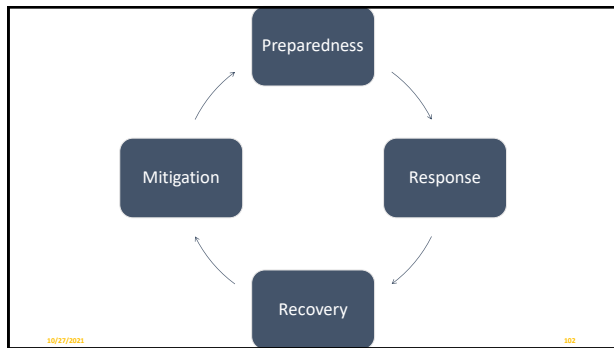 Preparedness
Mitigation
Response
Recovery
10/27/2021
102